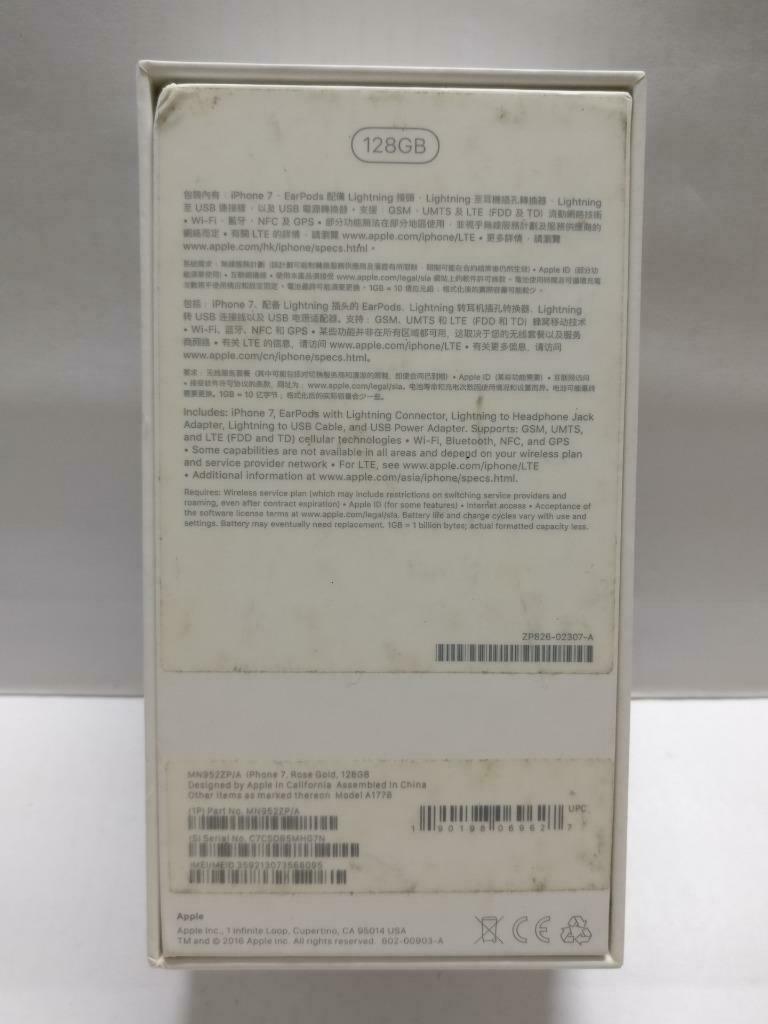 128GB
包裝內有：iPhone 7、EarPods 配備 Lightning 接頭、Lightning 至耳機插孔轉換器、Lightning
至 USB 連接線，以及 USB 電源轉換器。支援：GSM、UMTS 及 LTE (FDD 及 TD) 流動網絡技術
• Wi-Fi、藍牙、NFC 及 GPS • 部分功能無法在部分地區使用，並視乎無線服務計劃及服務供應商的
網絡而定 • 有關 LTE 的詳情，請瀏覽 www.apple.com/iphone/LTE • 更多詳情，請瀏覽
www.apple.com/hk/iphone/specs.html。
包括：iPhone 7、配备 Lightning 插头的 EarPods、Lightning 转耳机插孔转换器、Lightning
转 USB 连接线以及 USB 电源适配器。支持：GSM、UMTS 和 LTE (FDD 和 TD) 蜂窝移动技术
• Wi-Fi、蓝牙、NFC 和 GPS • 某些功能并非在所有区域都可用，这取决于您的无线套餐以及服务
商网络 • 有关 LTE 的信息，请访问 www.apple.com/iphone/LTE • 有关更多信息，请访问
www.apple.com/cn/iphone/specs.html。
Includes: iPhone 7, EarPods with Lightning Connector, Lightning to Headphone Jack
Adapter, Lightning to USB Cable, and USB Power Adapter. Supports: GSM, UMTS,
and LTE (FDD and TD) cellular technologies • Wi-Fi, Bluetooth, NFC, and GPS
• Some capabilities are not available in all areas and depend on your wireless plan
and service provider network • For LTE, see www.apple.com/iphone/LTE
• Additional information at www.apple.com/asia/iphone/specs.html.
Requires: Wireless service plan (which may include restrictions on switching service providers and
roaming, even after contract expiration) • Apple ID (for some features) • Internet access • Acceptance of
the software license terms at www.apple.com/legal/sla. Battery life and charge cycles vary with use and
settings. Battery may eventually need replacement. 1GB = 1 billion bytes; actual formatted capacity less.
ZP826-02307-A
MN952ZP/A iPhone 7, Rose Gold, 128GB
Designed by Apple in California Assembled in China
Other items as marked thereon Model A1778
(1P) Part No. MN952ZP/A
(S) Serial No.
IMEI/MEID
UPC
1 90198 06962 7
Apple
Apple Inc., 1 Infinite Loop, Cupertino, CA 95014 USA
TM and © 2016 Apple Inc. All rights reserved. 602-00903-A